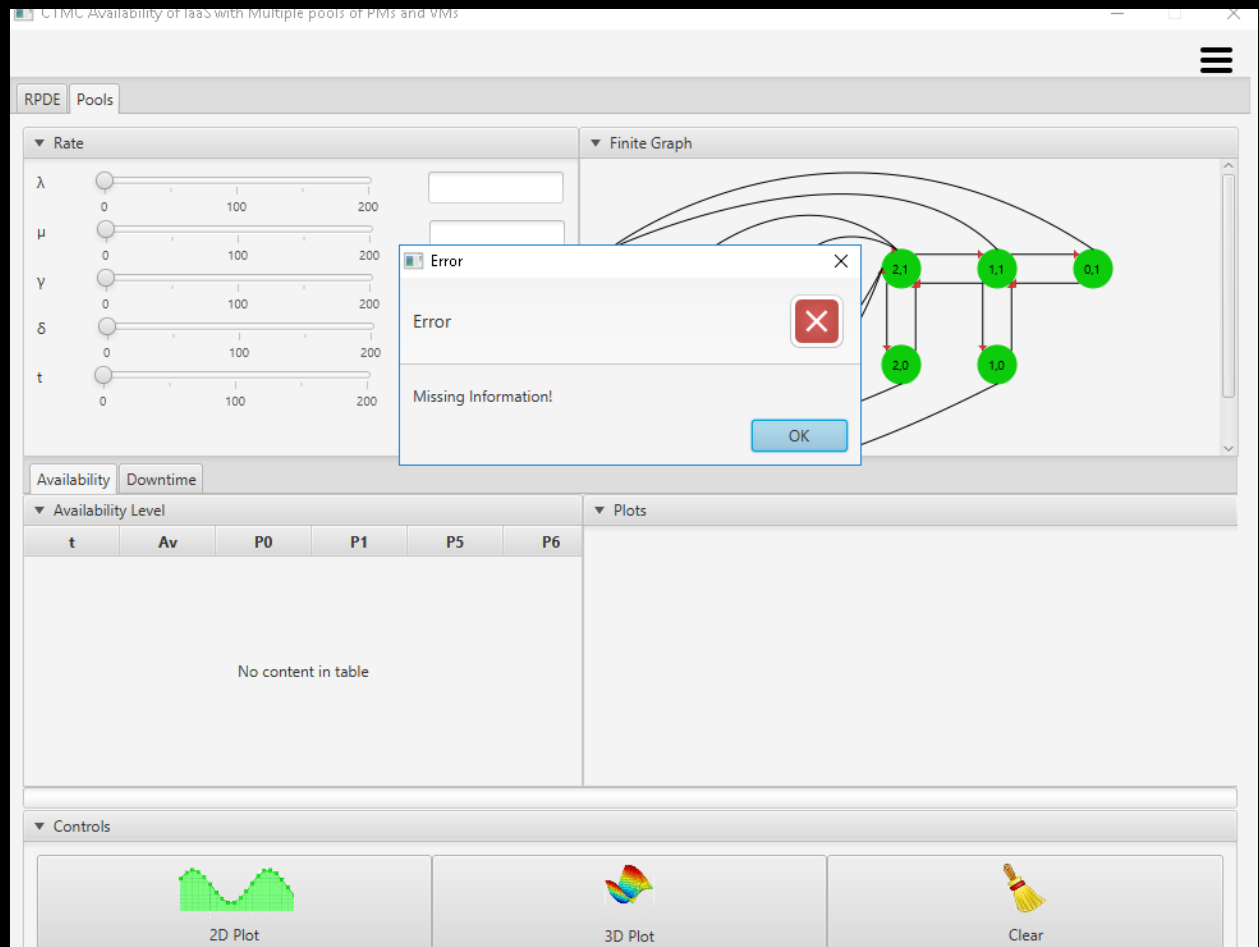 CTMC Availability of IaaS with Multiple pools of PMs and VMs
RPDE Pools
Rate
Finite Graph
λ
0 100 200
μ
0 100 200
γ
0 100 200
δ
0 100 200
t
0 100 200
2,1 1,1 0,1
2,0 1,0
Error
Error
Missing Information!
OK
Availability Downtime
Availability Level
Plots
t Av P0 P1 P5 P6
No content in table
Controls
2D Plot 3D Plot Clear